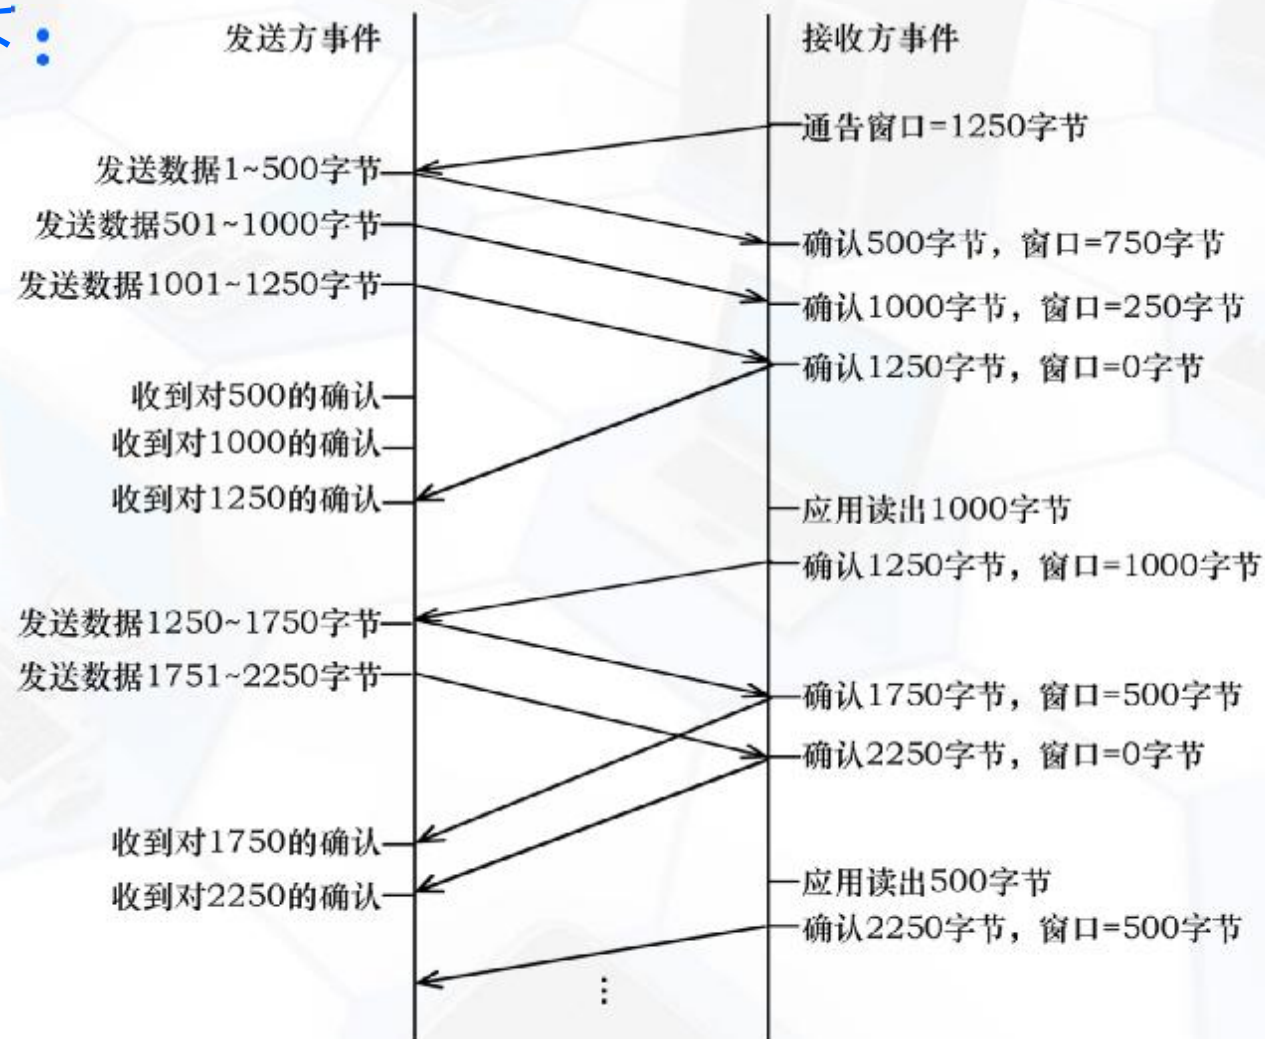 ：
发送方事件
接收方事件
通告窗口=1250字节
发送数据1~500字节
发送数据501~1000字节
确认500字节，窗口=750字节
发送数据1001~1250字节
确认1000字节，窗口=250字节
确认1250字节，窗口=0字节
收到对500的确认
收到对1000的确认
收到对1250的确认
应用读出1000字节
确认1250字节，窗口=1000字节
发送数据1250~1750字节
发送数据1751~2250字节
确认1750字节，窗口=500字节
确认2250字节，窗口=0字节
收到对1750的确认
收到对2250的确认
应用读出500字节
确认2250字节，窗口=500字节
⋮